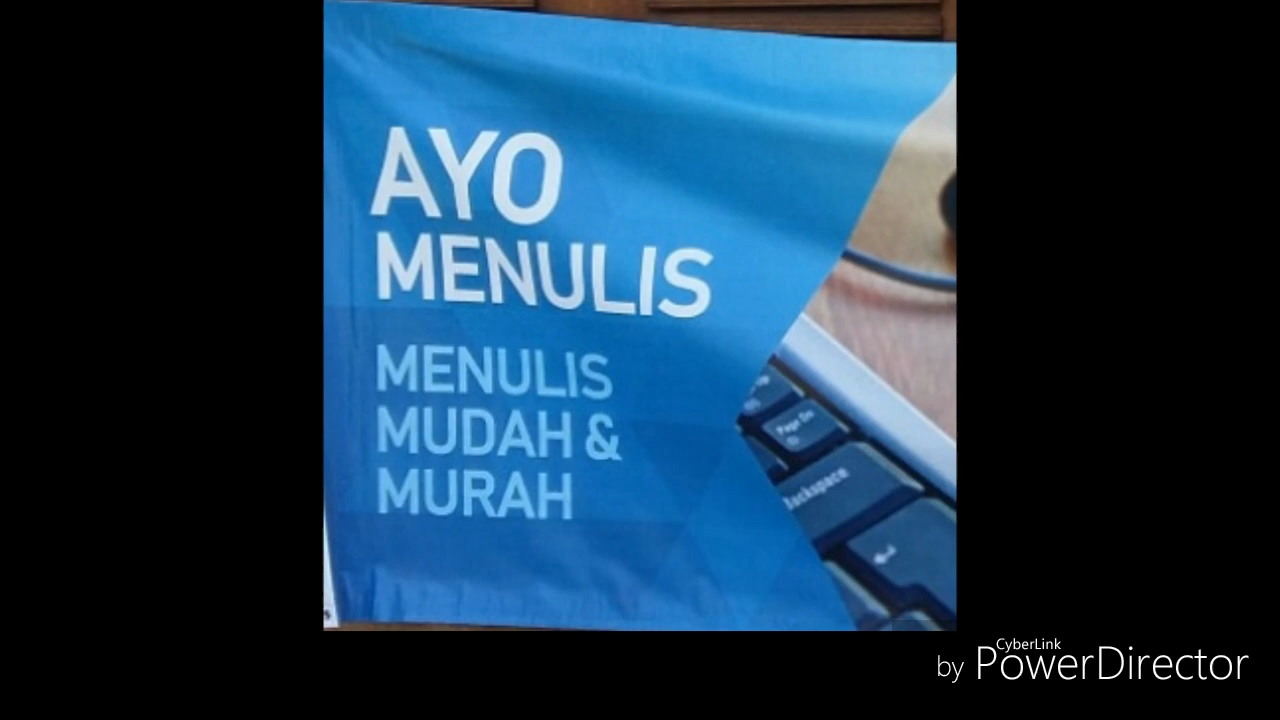 AYO
MENULIS
MENULIS
MUDAH &
MURAH
Page Dn
Backspace
CyberLink
by PowerDirector